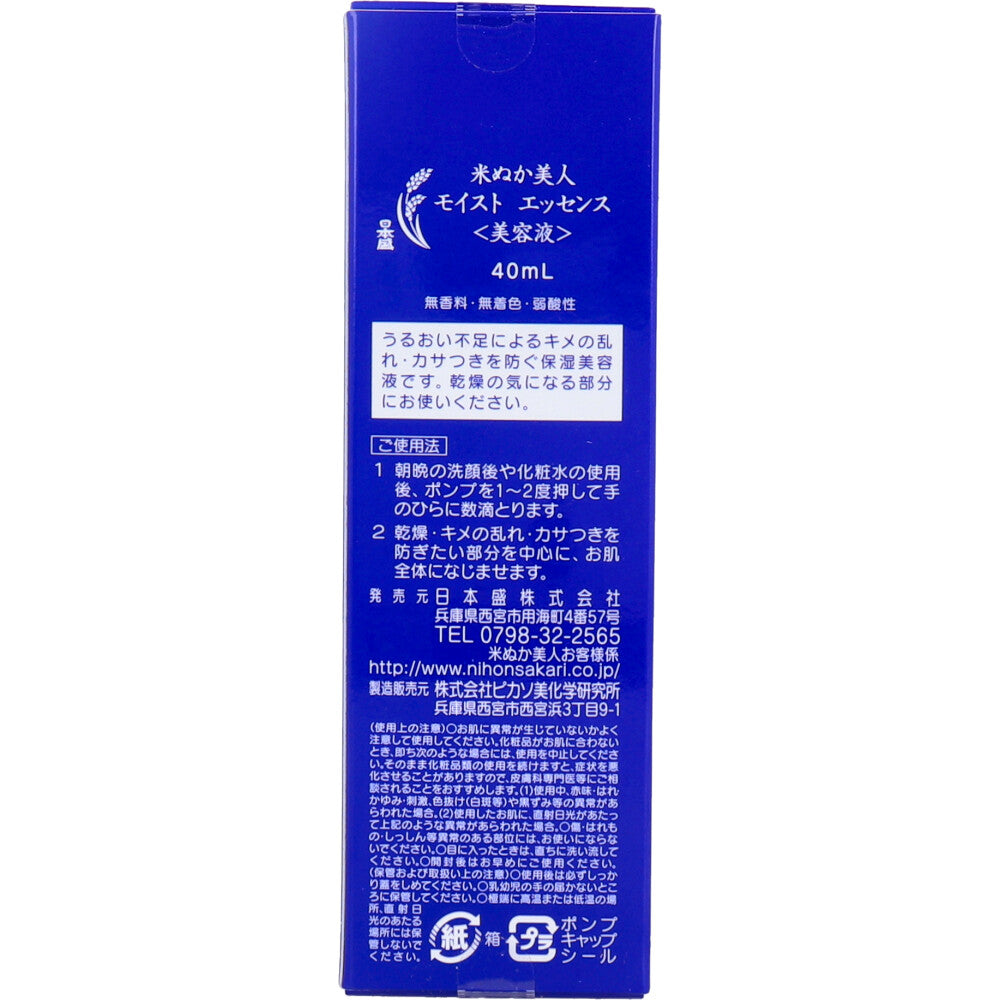 米ぬか美人
モイスト エッセンス
<美容液>
日本盛
40mL
無香料・無着色・弱酸性
うるおい不足によるキメの乱
れ・カサつきを防ぐ保湿美容
液です。乾燥の気になる部分
にお使いください。
ご使用法
1 朝晩の洗顔後や化粧水の使用
後、ポンプを1〜2度押して手
のひらに数滴とります。
2 乾燥・キメの乱れ・カサつきを
防ぎたい部分を中心に、お肌
全体になじませます。
発売元 日本盛株式会社
兵庫県西宮市用海町4番57号
TEL 0798-32-2565
米ぬか美人お客様係
http://www.nihonsakari.co.jp/
製造販売元 株式会社ピカソ美化学研究所
兵庫県西宮市西宮浜3丁目9-1
(使用上の注意)○お肌に異常が生じていないかよく
注意して使用してください。化粧品がお肌に合わない
とき、即ち次のような場合には、使用を中止してくださ
い。そのまま化粧品類の使用を続けますと、症状を悪
化させることがありますので、皮膚科専門医等にご相
談されることをおすすめします。(1)使用中、赤味・はれ・
かゆみ・刺激、色抜け(白斑等)や黒ずみ等の異常があ
らわれた場合。(2)使用したお肌に、直射日光があたっ
て上記のような異常があらわれた場合。○傷・はれも
の・しっしん等異常のある部位には、お使いにならな
いでください。○目に入ったときは、直ちに洗い流して
ください。○開封後はお早めにご使用ください。
(保管および取扱い上の注意)○使用後は必ずしっか
り蓋をしめてください。○乳幼児の手の届かないとこ
ろに保管してください。○極端に高温または低温の場
所、直射日
光のあたる
場所には保
管しないで
ください。
紙 箱・
プラ ポンプ
キャップ
シール